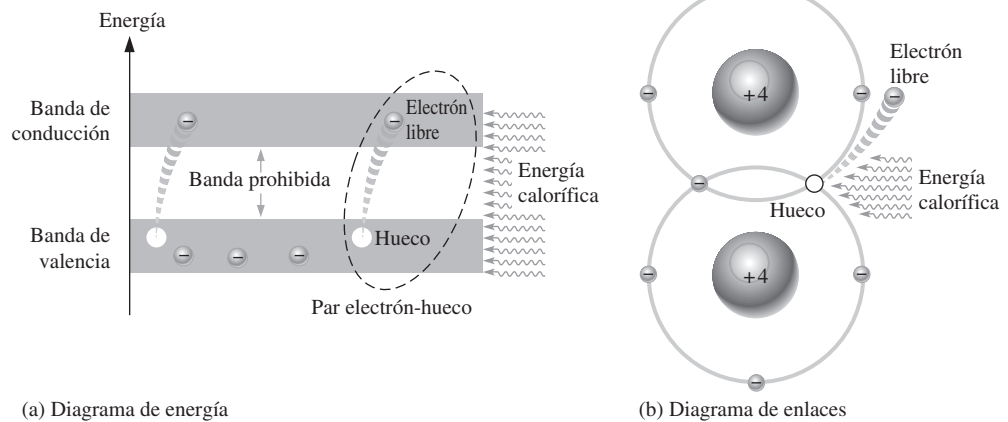 Energía
Banda de
conducción
Electrón
libre
Banda prohibida
Energía
calorífica
Banda de
valencia
Hueco
Par electrón-hueco
(a) Diagrama de energía
+4
Electrón
libre
Hueco
Energía
calorífica
+4
(b) Diagrama de enlaces